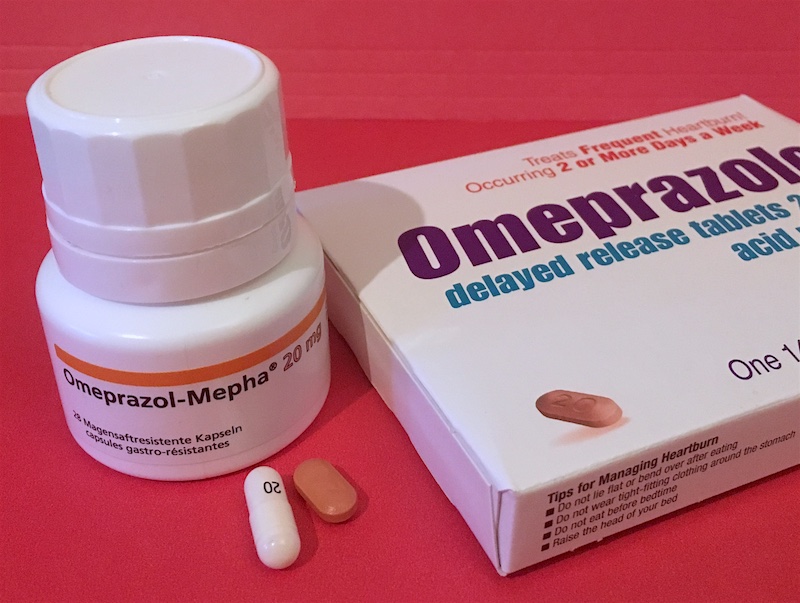 Omeprazol-Mepha® 20 mg
28 Magensaftresistente Kapseln
capsules gastro-résistantes
20
Treats Frequent Heartburn!
Occurring 2 or More Days a Week
Omeprazole
delayed release tablets
acid
One 14
20
Tips for Managing Heartburn
■ Do not lie flat or bend over after eating
■ Do not wear tight-fitting clothing around the stomach
■ Do not eat before bedtime
■ Raise the head of your bed